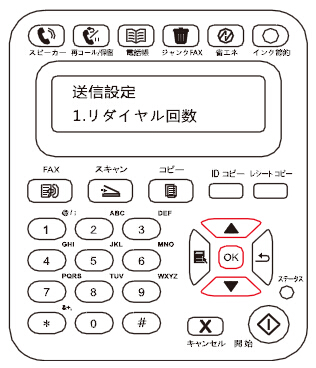 スピーカー 再コール/保留 電話帳 ジャンクFAX 省エネ インク節約
送信設定
1.リダイヤル回数
FAX スキャン コピー IDコピー レシートコピー
@/: ABC DEF
1 2 3
GHI JKL MNO
4 5 6
OK
PQRS TUV WXYZ
7 8 9
ステータス
&+,
* 0 #
X
キャンセル 開始